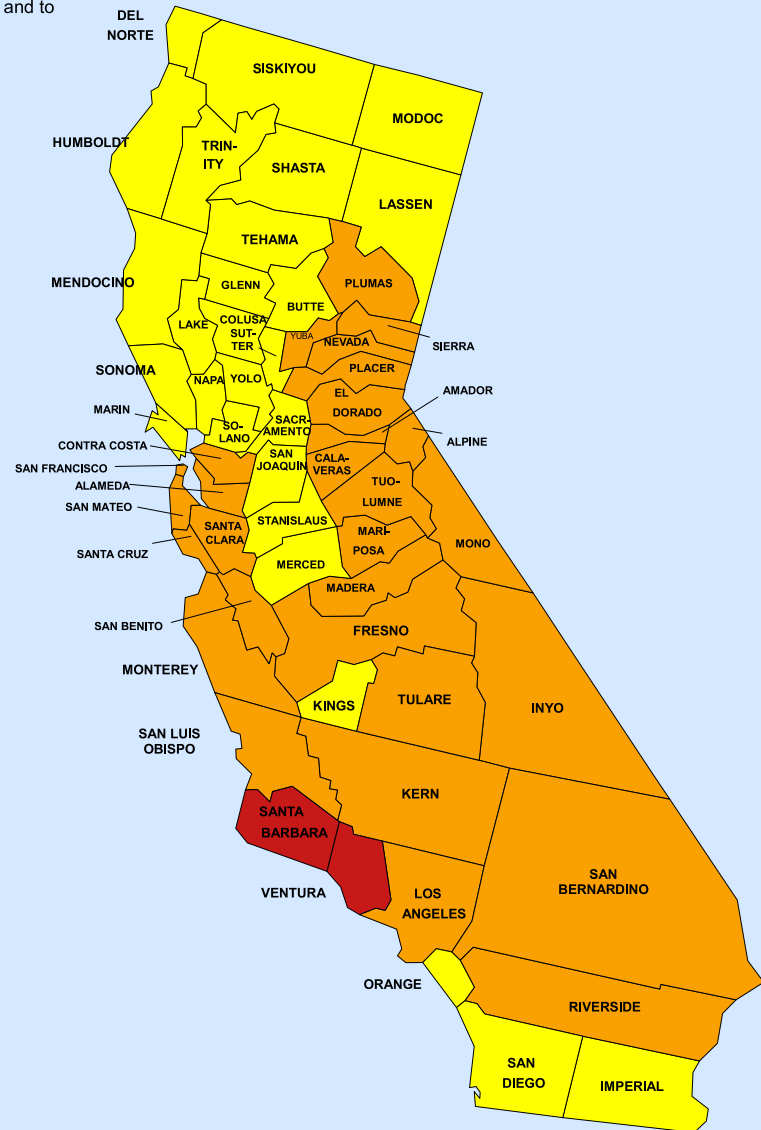 and to
DEL
NORTE
SISKIYOU
MODOC
HUMBOLDT
TRIN-
ITY
SHASTA
LASSEN
TEHAMA
MENDOCINO
GLENN
PLUMAS
BUTTE
LAKE
COLUSA
SUT-
TER
YUBA
NEVADA
SIERRA
SONOMA
NAPA
YOLO
PLACER
EL
DORADO
AMADOR
MARIN
SO-
LANO
SACR-
AMENTO
ALPINE
CONTRA COSTA
SAN
JOAQUIN
CALA-
VERAS
SAN FRANCISCO
ALAMEDA
TUO-
LUMNE
SAN MATEO
SANTA
CLARA
STANISLAUS
MARI-
POSA
MONO
SANTA CRUZ
MERCED
MADERA
SAN BENITO
FRESNO
MONTEREY
KINGS
TULARE
INYO
SAN LUIS
OBISPO
KERN
SANTA
BARBARA
SAN
BERNARDINO
VENTURA
LOS
ANGELES
ORANGE
RIVERSIDE
SAN
DIEGO
IMPERIAL